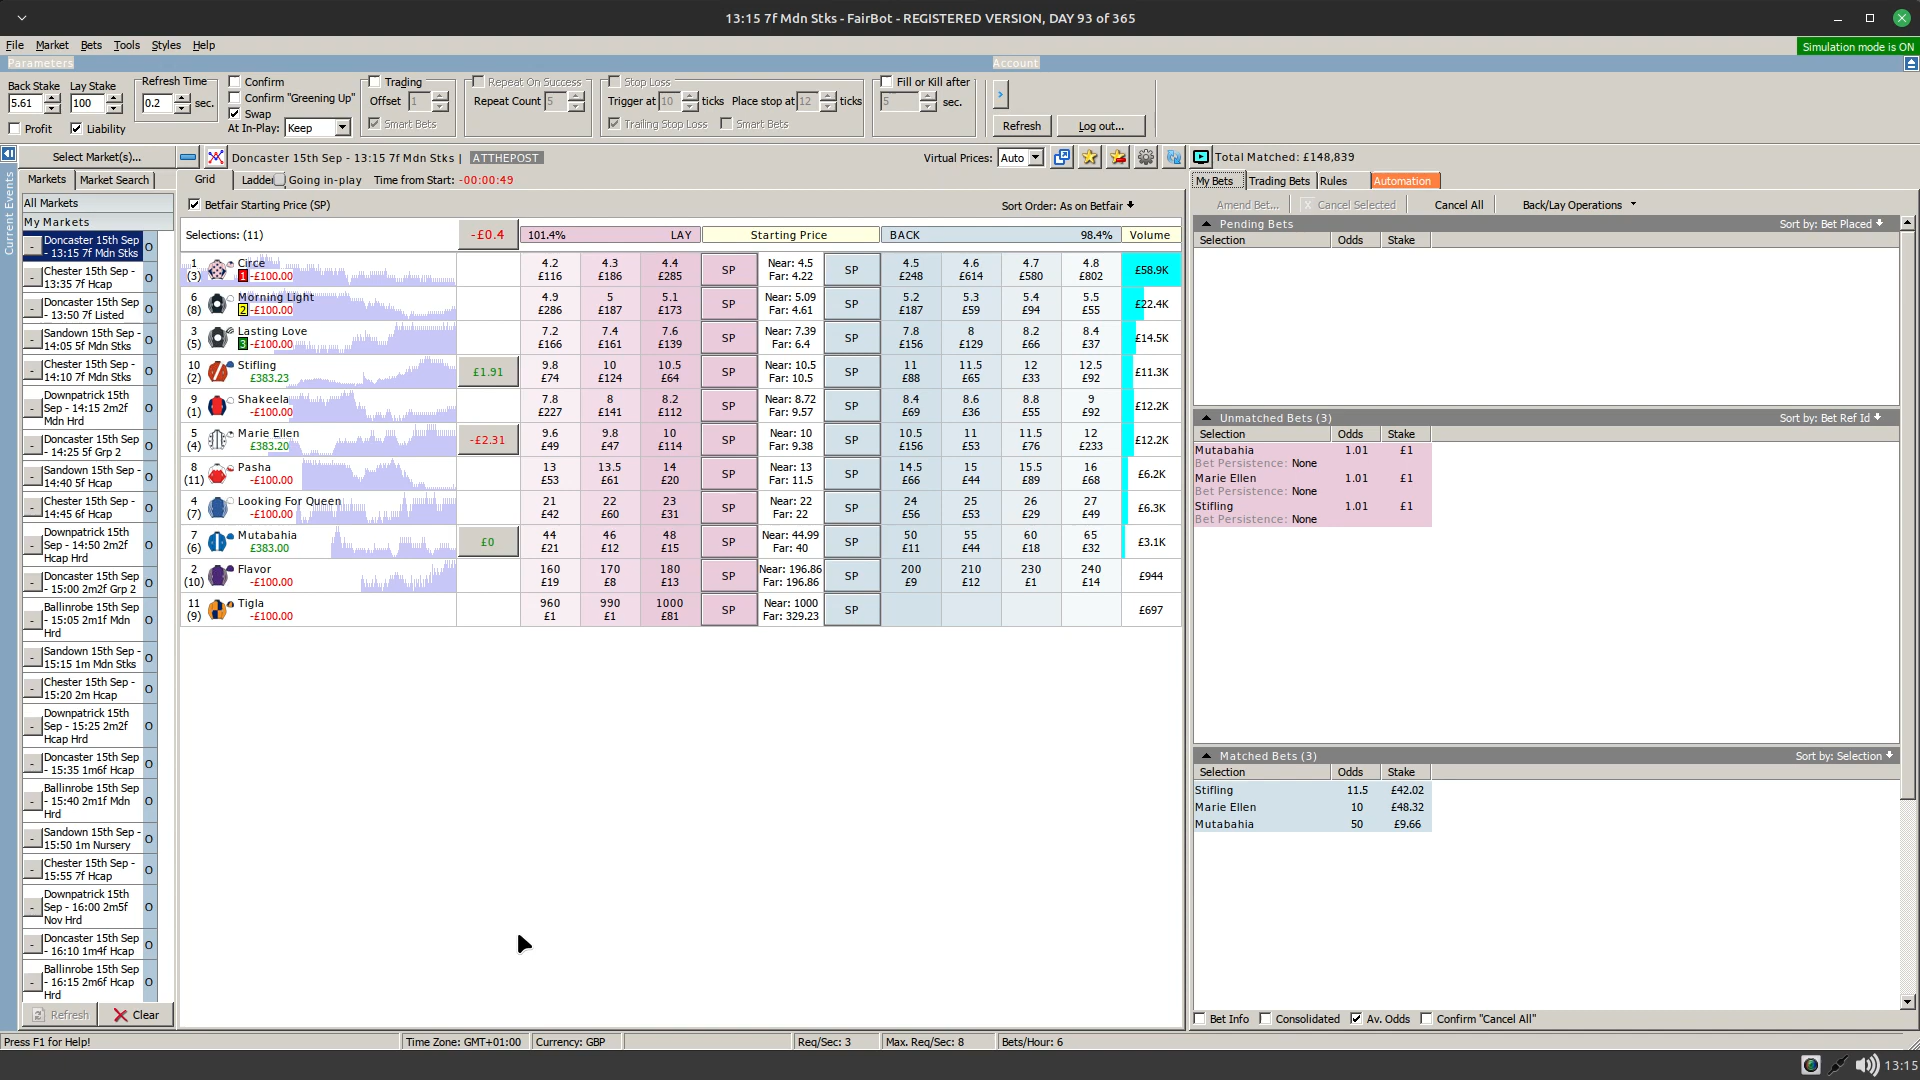 13:15 7f Mdn Stks - FairBot - REGISTERED VERSION, DAY 93 of 365
File Market Bets Tools Styles Help
Simulation mode is ON
Parameters
Account
Back Stake
5.61
Profit
Lay Stake
100
Liability
Refresh Time
0.2 sec.
Confirm
Confirm "Greening Up"
Swap
At In-Play: Keep
Trading
Offset 1
Smart Bets
Repeat On Success
Repeat Count 5
Stop Loss
Trigger at 10 ticks Place stop at 12 ticks
Trailing Stop Loss Smart Bets
Fill or Kill after
5 sec.
Refresh Log out...
Current Events
Select Market(s)...
Markets Market Search
All Markets
My Markets
Doncaster 15th Sep
- 13:15 7f Mdn Stks
Chester 15th Sep -
13:35 7f Hcap
Doncaster 15th Sep
- 13:50 7f Listed
Sandown 15th Sep -
14:05 5f Mdn Stks
Chester 15th Sep -
14:10 7f Mdn Stks
Downpatrick 15th
Sep - 14:15 2m2f
Mdn Hrd
Doncaster 15th Sep
- 14:25 5f Grp 2
Sandown 15th Sep -
14:40 5f Hcap
Chester 15th Sep -
14:45 6f Hcap
Downpatrick 15th
Sep - 14:50 2m2f
Hcap Hrd
Doncaster 15th Sep
- 15:00 2m2f Grp 2
Ballinrobe 15th Sep
- 15:05 2m1f Mdn
Hrd
Sandown 15th Sep -
15:15 1m Mdn Stks
Chester 15th Sep -
15:20 2m Hcap
Downpatrick 15th
Sep - 15:25 2m2f
Hcap Hrd
Doncaster 15th Sep
- 15:35 1m6f Hcap
Ballinrobe 15th Sep
- 15:40 2m1f Mdn
Hrd
Sandown 15th Sep -
15:50 1m Nursery
Chester 15th Sep -
15:55 7f Hcap
Downpatrick 15th
Sep - 16:00 2m5f
Nov Hrd
Doncaster 15th Sep
- 16:10 1m4f Hcap
Ballinrobe 15th Sep
- 16:15 2m6f Hcap
Hrd
Refresh Clear
Doncaster 15th Sep - 13:15 7f Mdn Stks | ATTHEPOST
Virtual Prices: Auto
Grid Ladder Going in-play Time from Start: -00:00:49
Betfair Starting Price (SP)
Sort Order: As on Betfair
Selections: (11) -£0.4 101.4% LAY Starting Price BACK 98.4% Volume
1 Circe 4.2 4.3 4.4 SP Near: 4.5 SP 4.5 4.6 4.7 4.8 £58.9K
(3) 1 -£100.00 £116 £186 £285 Far: 4.22 £248 £614 £580 £802
6 Morning Light 4.9 5 5.1 SP Near: 5.09 SP 5.2 5.3 5.4 5.5 £22.4K
(8) 2 -£100.00 £286 £187 £173 Far: 4.61 £187 £59 £94 £55
3 Lasting Love 7.2 7.4 7.6 SP Near: 7.39 SP 7.8 8 8.2 8.4 £14.5K
(5) 3 -£100.00 £166 £161 £139 Far: 6.4 £156 £129 £66 £37
10 Stifling £1.91 9.8 10 10.5 SP Near: 10.5 SP 11 11.5 12 12.5 £11.3K
(2) £383.23 £74 £124 £64 Far: 10.5 £88 £65 £33 £92
9 Shakeela 7.8 8 8.2 SP Near: 8.72 SP 8.4 8.6 8.8 9 £12.2K
(1) -£100.00 £227 £141 £112 Far: 9.57 £69 £36 £55 £92
5 Marie Ellen -£2.31 9.6 9.8 10 SP Near: 10 SP 10.5 11 11.5 12 £12.2K
(4) £383.20 £49 £47 £114 Far: 9.38 £156 £53 £76 £233
8 Pasha 13 13.5 14 SP Near: 13 SP 14.5 15 15.5 16 £6.2K
(11) -£100.00 £53 £61 £20 Far: 11.5 £66 £44 £89 £68
4 Looking For Queen 21 22 23 SP Near: 22 SP 24 25 26 27 £6.3K
(7) -£100.00 £42 £60 £31 Far: 22 £56 £53 £29 £49
7 Mutabahia £0 44 46 48 SP Near: 44.99 SP 50 55 60 65 £3.1K
(6) £383.00 £21 £12 £15 Far: 40 £11 £44 £18 £32
2 Flavor 160 170 180 SP Near: 196.86 SP 200 210 230 240 £944
(10) -£100.00 £19 £8 £13 Far: 196.86 £9 £12 £1 £14
11 Tigla 960 990 1000 SP Near: 1000 SP £697
(9) -£100.00 £1 £1 £81 Far: 329.23
Total Matched: £148,839
My Bets Trading Bets Rules Automation
Amend Bet... X Cancel Selected Cancel All Back/Lay Operations
Pending Bets Sort by: Bet Placed
Selection Odds Stake
Unmatched Bets (3) Sort by: Bet Ref Id
Selection Odds Stake
Mutabahia 1.01 £1
Bet Persistence: None
Marie Ellen 1.01 £1
Bet Persistence: None
Stifling 1.01 £1
Bet Persistence: None
Matched Bets (3) Sort by: Selection
Selection Odds Stake
Stifling 11.5 £42.02
Marie Ellen 10 £48.32
Mutabahia 50 £9.66
Bet Info Consolidated Av. Odds Confirm "Cancel All"
Press F1 for Help! Time Zone: GMT+01:00 Currency: GBP Req/Sec: 3 Max. Req/Sec: 8 Bets/Hour: 6
13:15